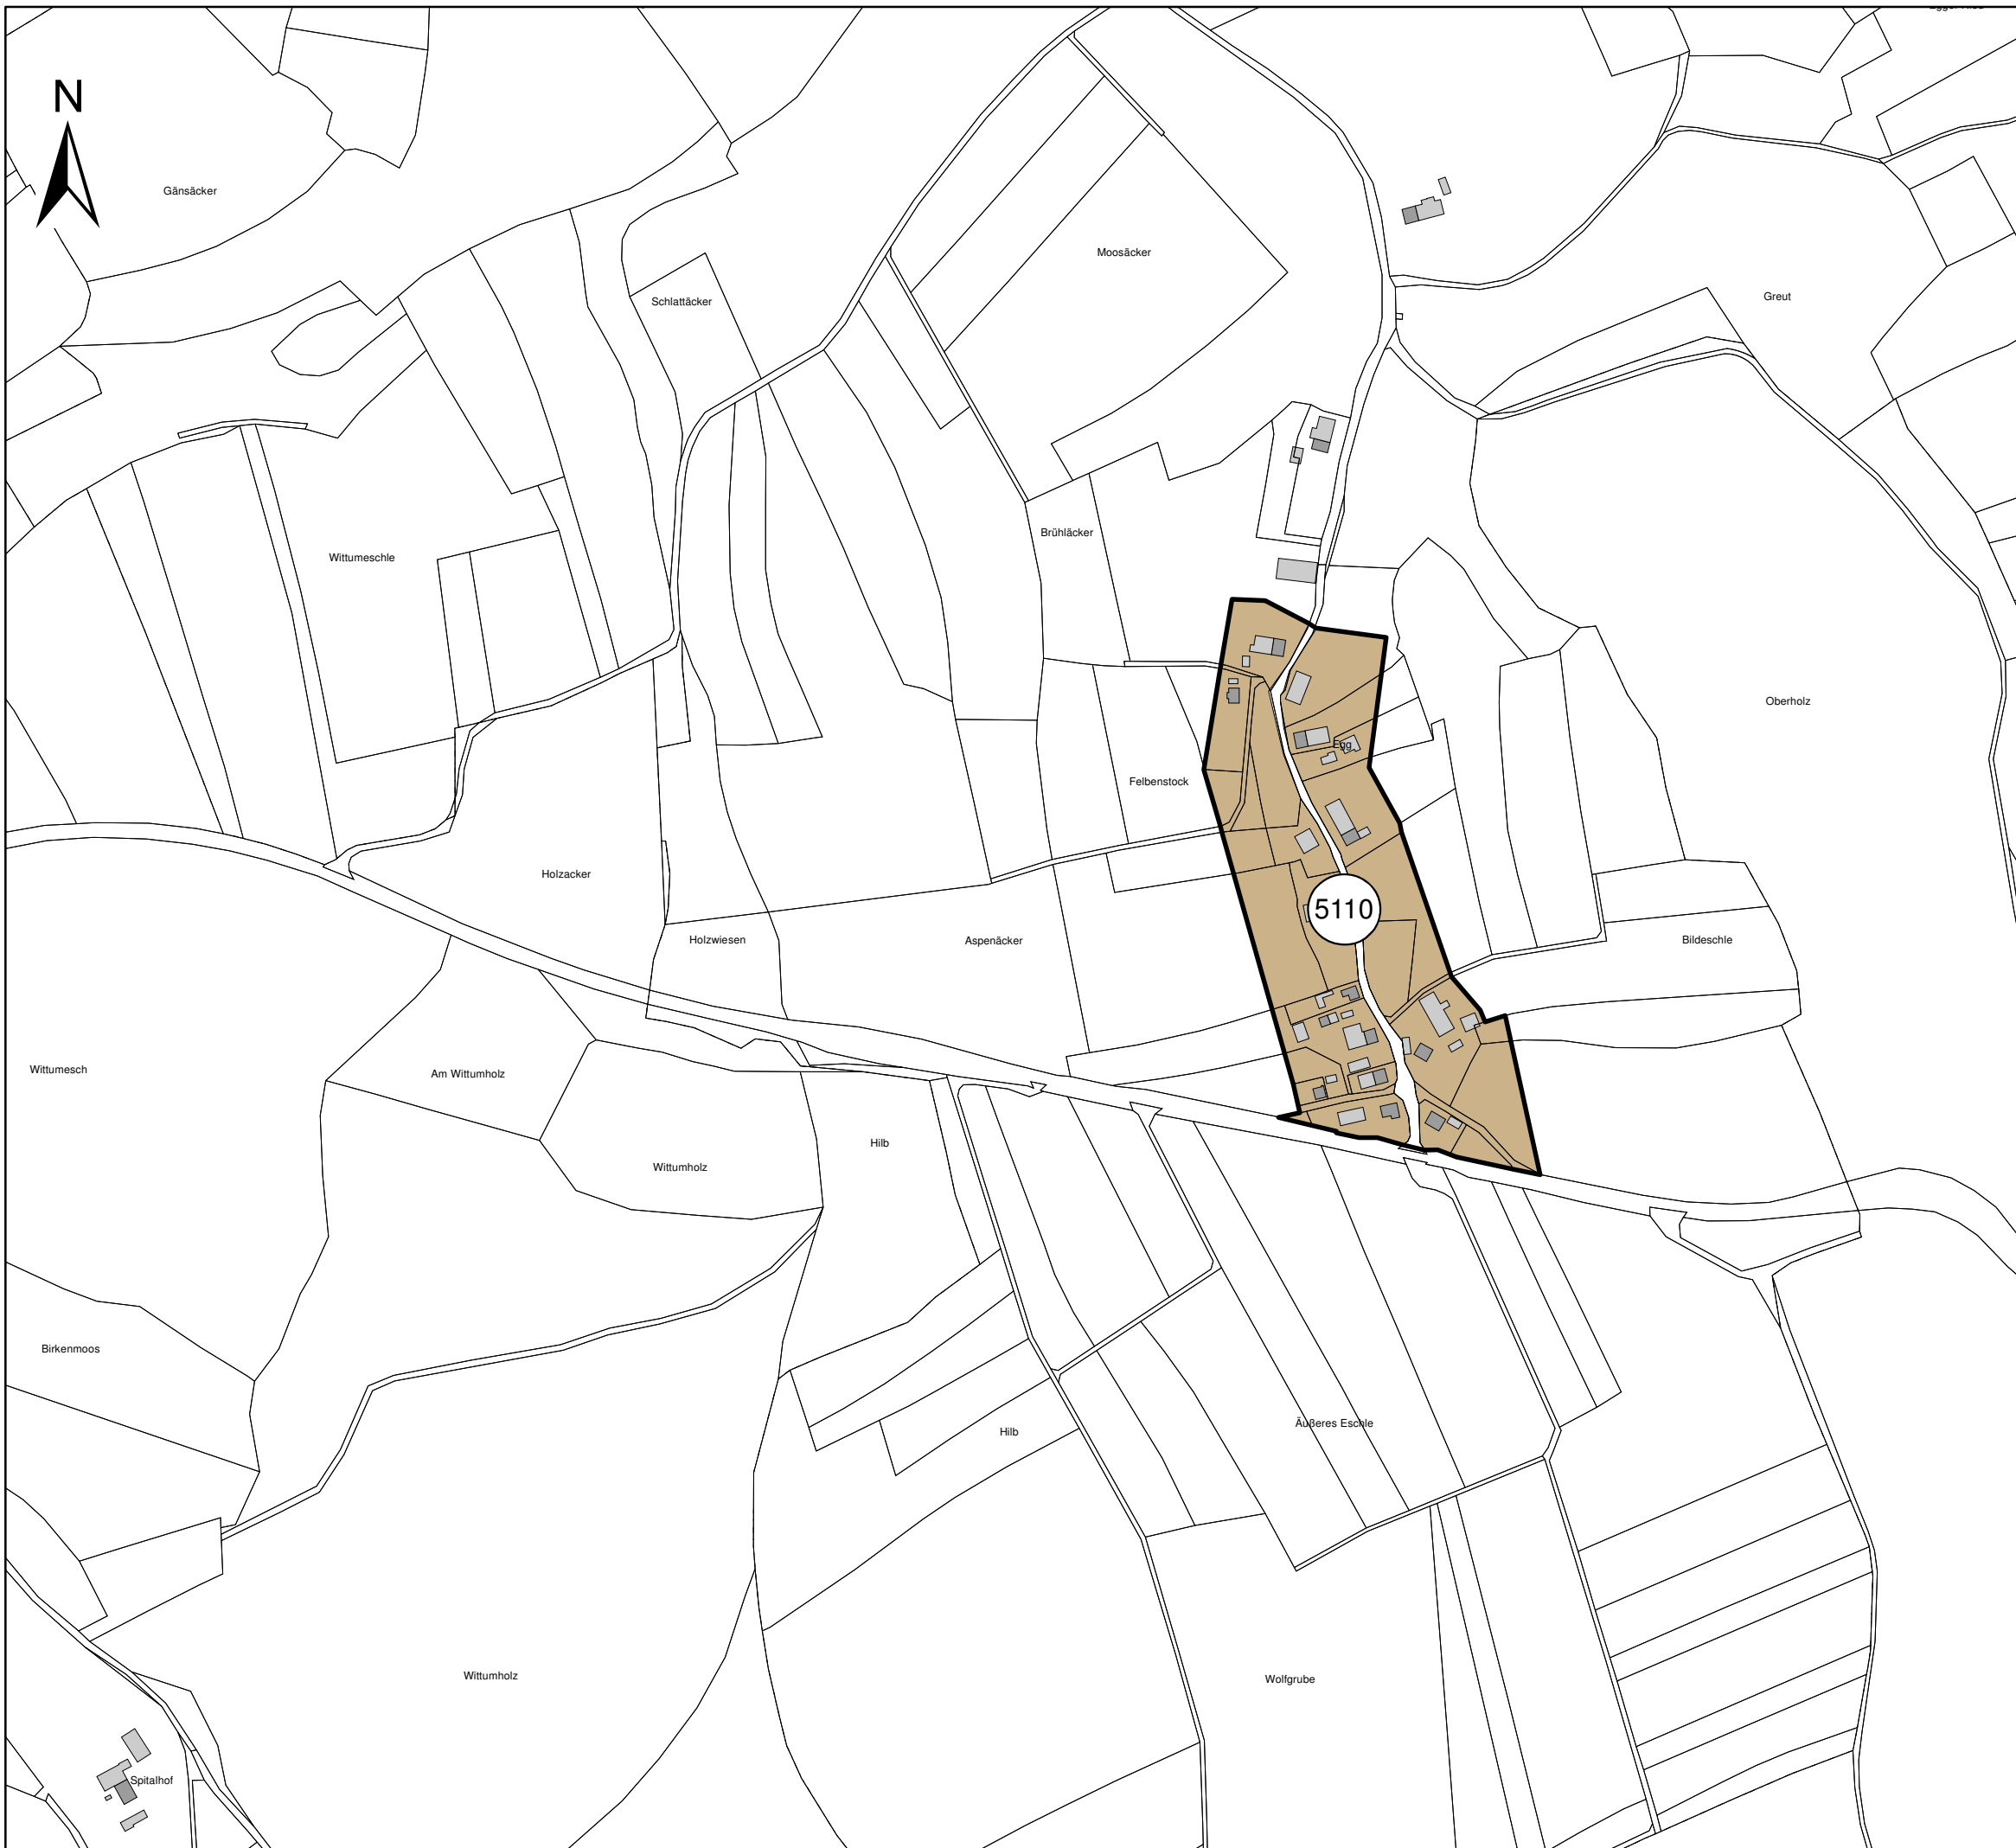 N
Gänsäcker
Moosäcker
Schlattäcker
Greut
Brühläcker
Wittumeschle
Oberholz
Egg
Felbenstock
Holzacker
5110
Holzwiesen
Aspenäcker
Bildeschle
Wittumesch
Am Wittumholz
Hilb
Wittumholz
Birkenmoos
Äußeres Eschle
Hilb
Wittumholz
Wolfgrube
Spitalhof